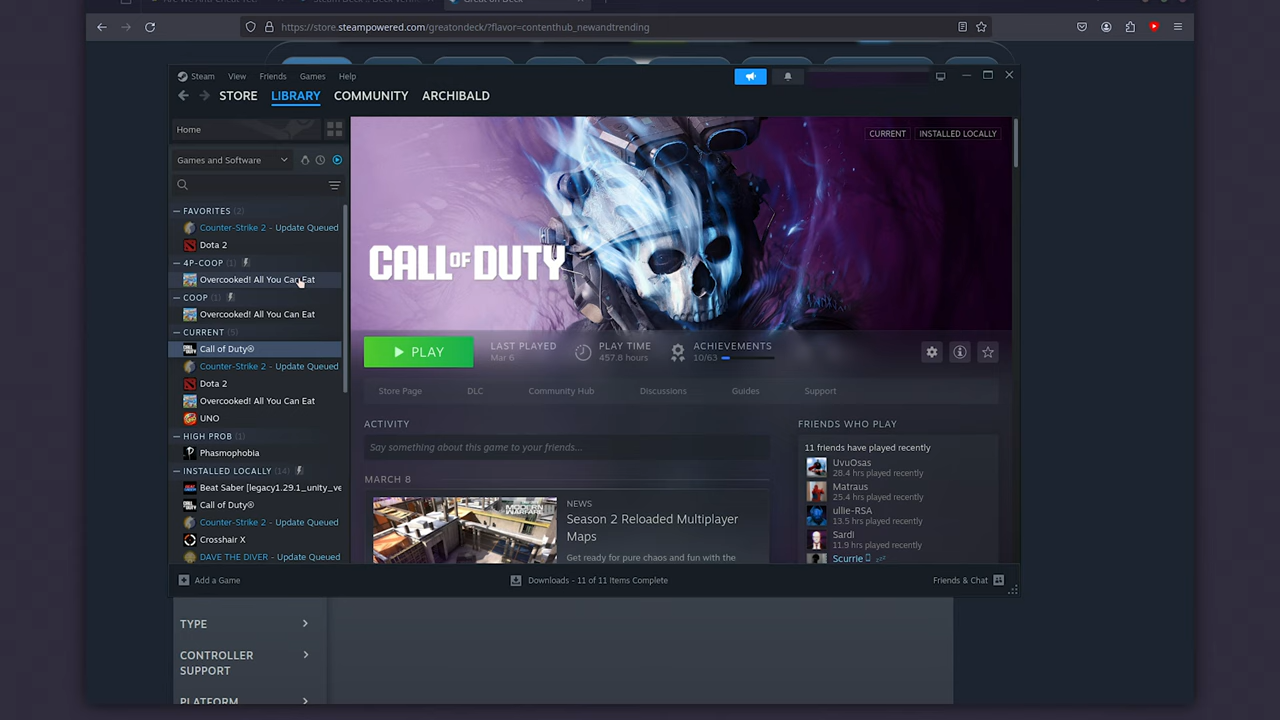 https://store.steampowered.com/greatondeck/?flavor=contenthub_newandtrending
Steam View Friends Games Help
STORE LIBRARY COMMUNITY ARCHIBALD
Home
Games and Software
FAVORITES (2)
Counter-Strike 2 - Update Queued
Dota 2
4P-COOP (1)
Overcooked! All You Can Eat
COOP (1)
Overcooked! All You Can Eat
CURRENT (5)
Call of Duty®
Counter-Strike 2 - Update Queued
Dota 2
Overcooked! All You Can Eat
UNO
HIGH PROB (1)
Phasmophobia
INSTALLED LOCALLY (14)
Beat Saber [legacy1.29.1_unity_ve
Call of Duty®
Counter-Strike 2 - Update Queued
Crosshair X
DAVE THE DIVER - Update Queued
CURRENT INSTALLED LOCALLY
CALL OF DUTY
PLAY
LAST PLAYED
Mar 6
PLAY TIME
457.8 hours
ACHIEVEMENTS
10/63
Store Page DLC Community Hub Discussions Guides Support
ACTIVITY
Say something about this game to your friends...
MARCH 8
MODERN
WARFARE
NEWS
Season 2 Reloaded Multiplayer
Maps
Get ready for pure chaos and fun with the
FRIENDS WHO PLAY
11 friends have played recently
UvuOsas
28.4 hrs played recently
Matraus
25.4 hrs played recently
ullie-RSA
13.5 hrs played recently
Sardi
11.9 hrs played recently
Scurrie
Add a Game
Downloads - 11 of 11 Items Complete
Friends & Chat
TYPE
CONTROLLER
SUPPORT
PLATFORM